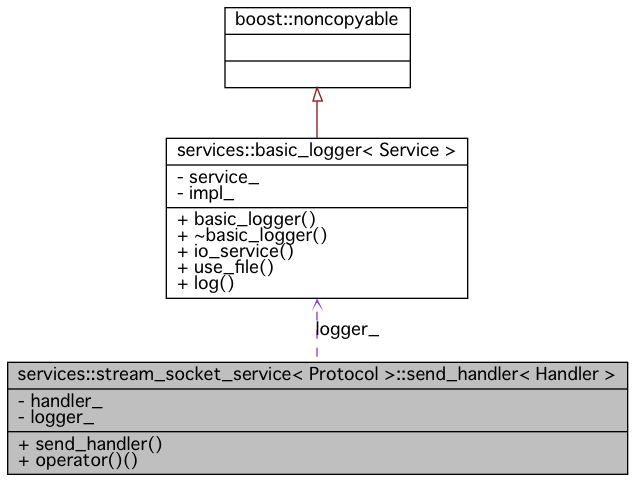 boost::noncopyable
services::basic_logger< Service >
- service_
- impl_
+ basic_logger()
+ ~basic_logger()
+ io_service()
+ use_file()
+ log()
logger_
services::stream_socket_service< Protocol >::send_handler< Handler >
- handler_
- logger_
+ send_handler()
+ operator()()